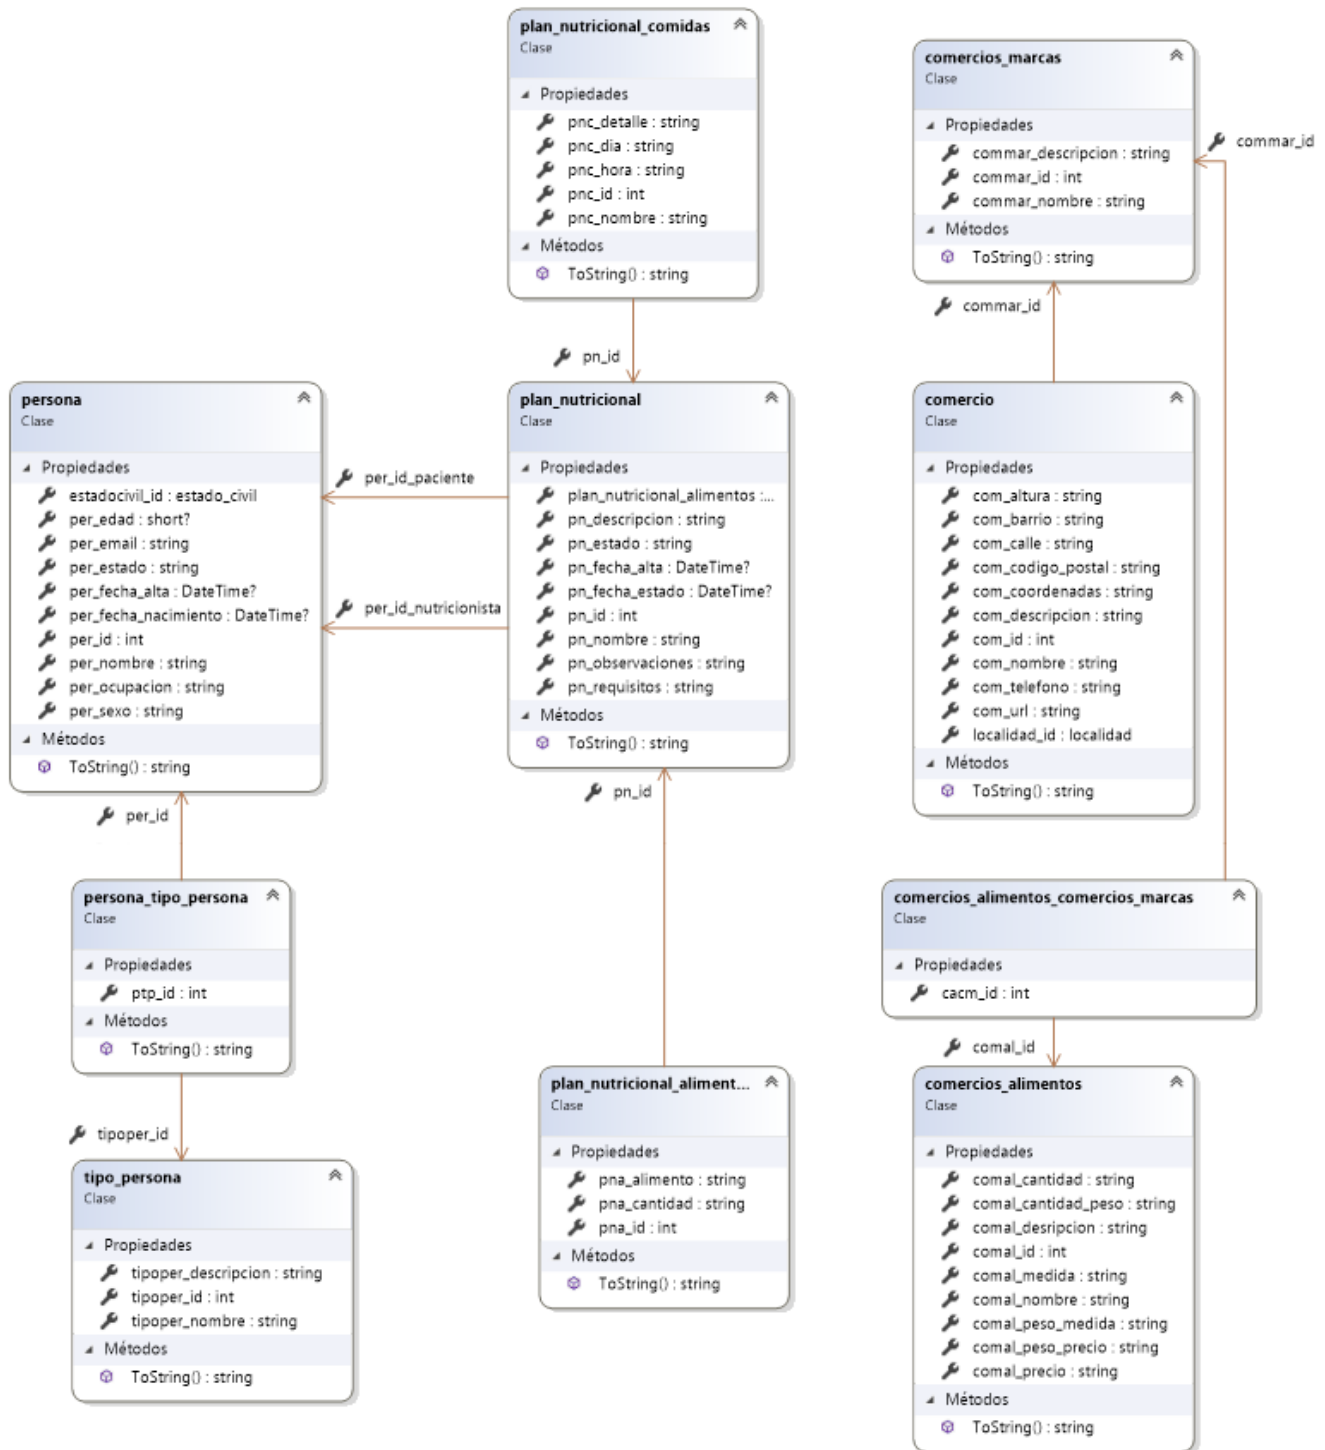 plan_nutricional_comidas
Clase
Propiedades
pnc_detalle : string
pnc_dia : string
pnc_hora : string
pnc_id : int
pnc_nombre : string
Métodos
ToString() : string
pn_id
comercios_marcas
Clase
Propiedades
commar_descripcion : string
commar_id : int
commar_nombre : string
Métodos
ToString() : string
commar_id
commar_id
persona
Clase
Propiedades
estadocivil_id : estado_civil
per_edad : short?
per_email : string
per_estado : string
per_fecha_alta : DateTime?
per_fecha_nacimiento : DateTime?
per_id : int
per_nombre : string
per_ocupacion : string
per_sexo : string
Métodos
ToString() : string
per_id_paciente
per_id_nutricionista
plan_nutricional
Clase
Propiedades
plan_nutricional_alimentos :...
pn_descripcion : string
pn_estado : string
pn_fecha_alta : DateTime?
pn_fecha_estado : DateTime?
pn_id : int
pn_nombre : string
pn_observaciones : string
pn_requisitos : string
Métodos
ToString() : string
comercio
Clase
Propiedades
com_altura : string
com_barrio : string
com_calle : string
com_codigo_postal : string
com_coordenadas : string
com_descripcion : string
com_id : int
com_nombre : string
com_telefono : string
com_url : string
localidad_id : localidad
Métodos
ToString() : string
per_id
pn_id
persona_tipo_persona
Clase
Propiedades
ptp_id : int
Métodos
ToString() : string
tipoper_id
comercios_alimentos_comercios_marcas
Clase
Propiedades
cacm_id : int
comal_id
tipo_persona
Clase
Propiedades
tipoper_descripcion : string
tipoper_id : int
tipoper_nombre : string
Métodos
ToString() : string
plan_nutricional_aliment...
Clase
Propiedades
pna_alimento : string
pna_cantidad : string
pna_id : int
Métodos
ToString() : string
comercios_alimentos
Clase
Propiedades
comal_cantidad : string
comal_cantidad_peso : string
comal_desripcion : string
comal_id : int
comal_medida : string
comal_nombre : string
comal_peso_medida : string
comal_peso_precio : string
comal_precio : string
Métodos
ToString() : string